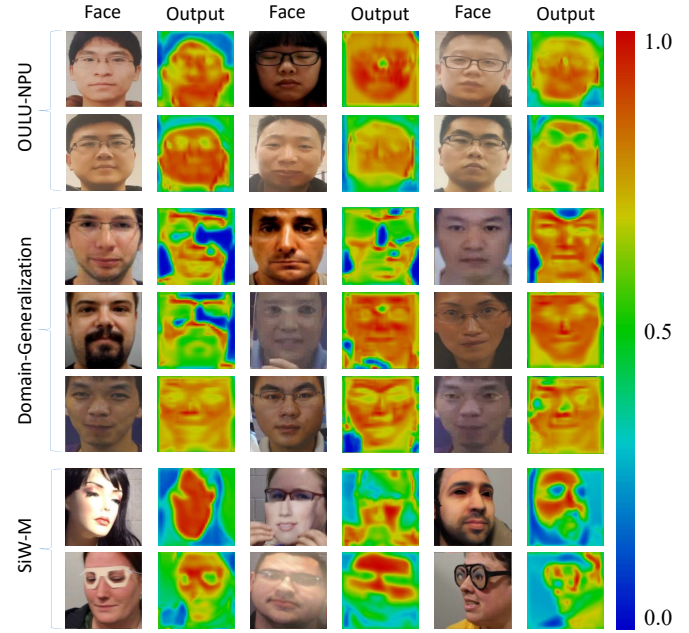 Face Output Face Output Face Output
OULU-NPU
Domain-Generalization
SiW-M
1.0
0.5
0.0